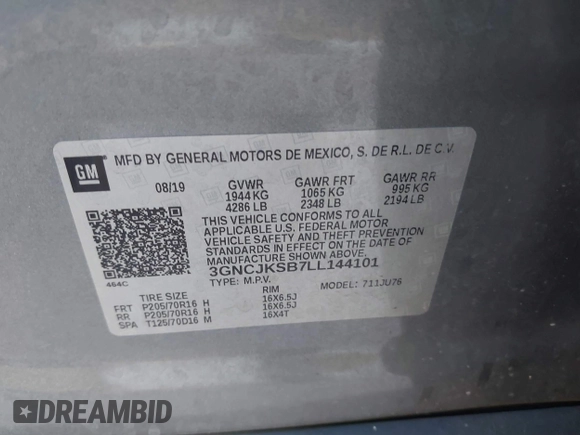 GM
MFD BY GENERAL MOTORS DE MEXICO, S. DE R.L. DE C.V.
08/19 GVWR GAWR FRT GAWR RR
1944 KG 1065 KG 995 KG
4286 LB 2348 LB 2194 LB
THIS VEHICLE CONFORMS TO ALL
APPLICABLE U.S. FEDERAL MOTOR
VEHICLE SAFETY AND THEFT PREVENTION
STANDARDS IN EFFECT ON THE DATE OF
MANUFACTURE SHOWN ABOVE.
3GNCJKSB7LL144101
464C
TYPE: M.P.V. MODEL: 711JU76
TIRE SIZE RIM
FRT P205/70R16 H 16X6.5J
RR P205/70R16 H 16X6.5J
SPA T125/70D16 M 16X4T
DREAMBID